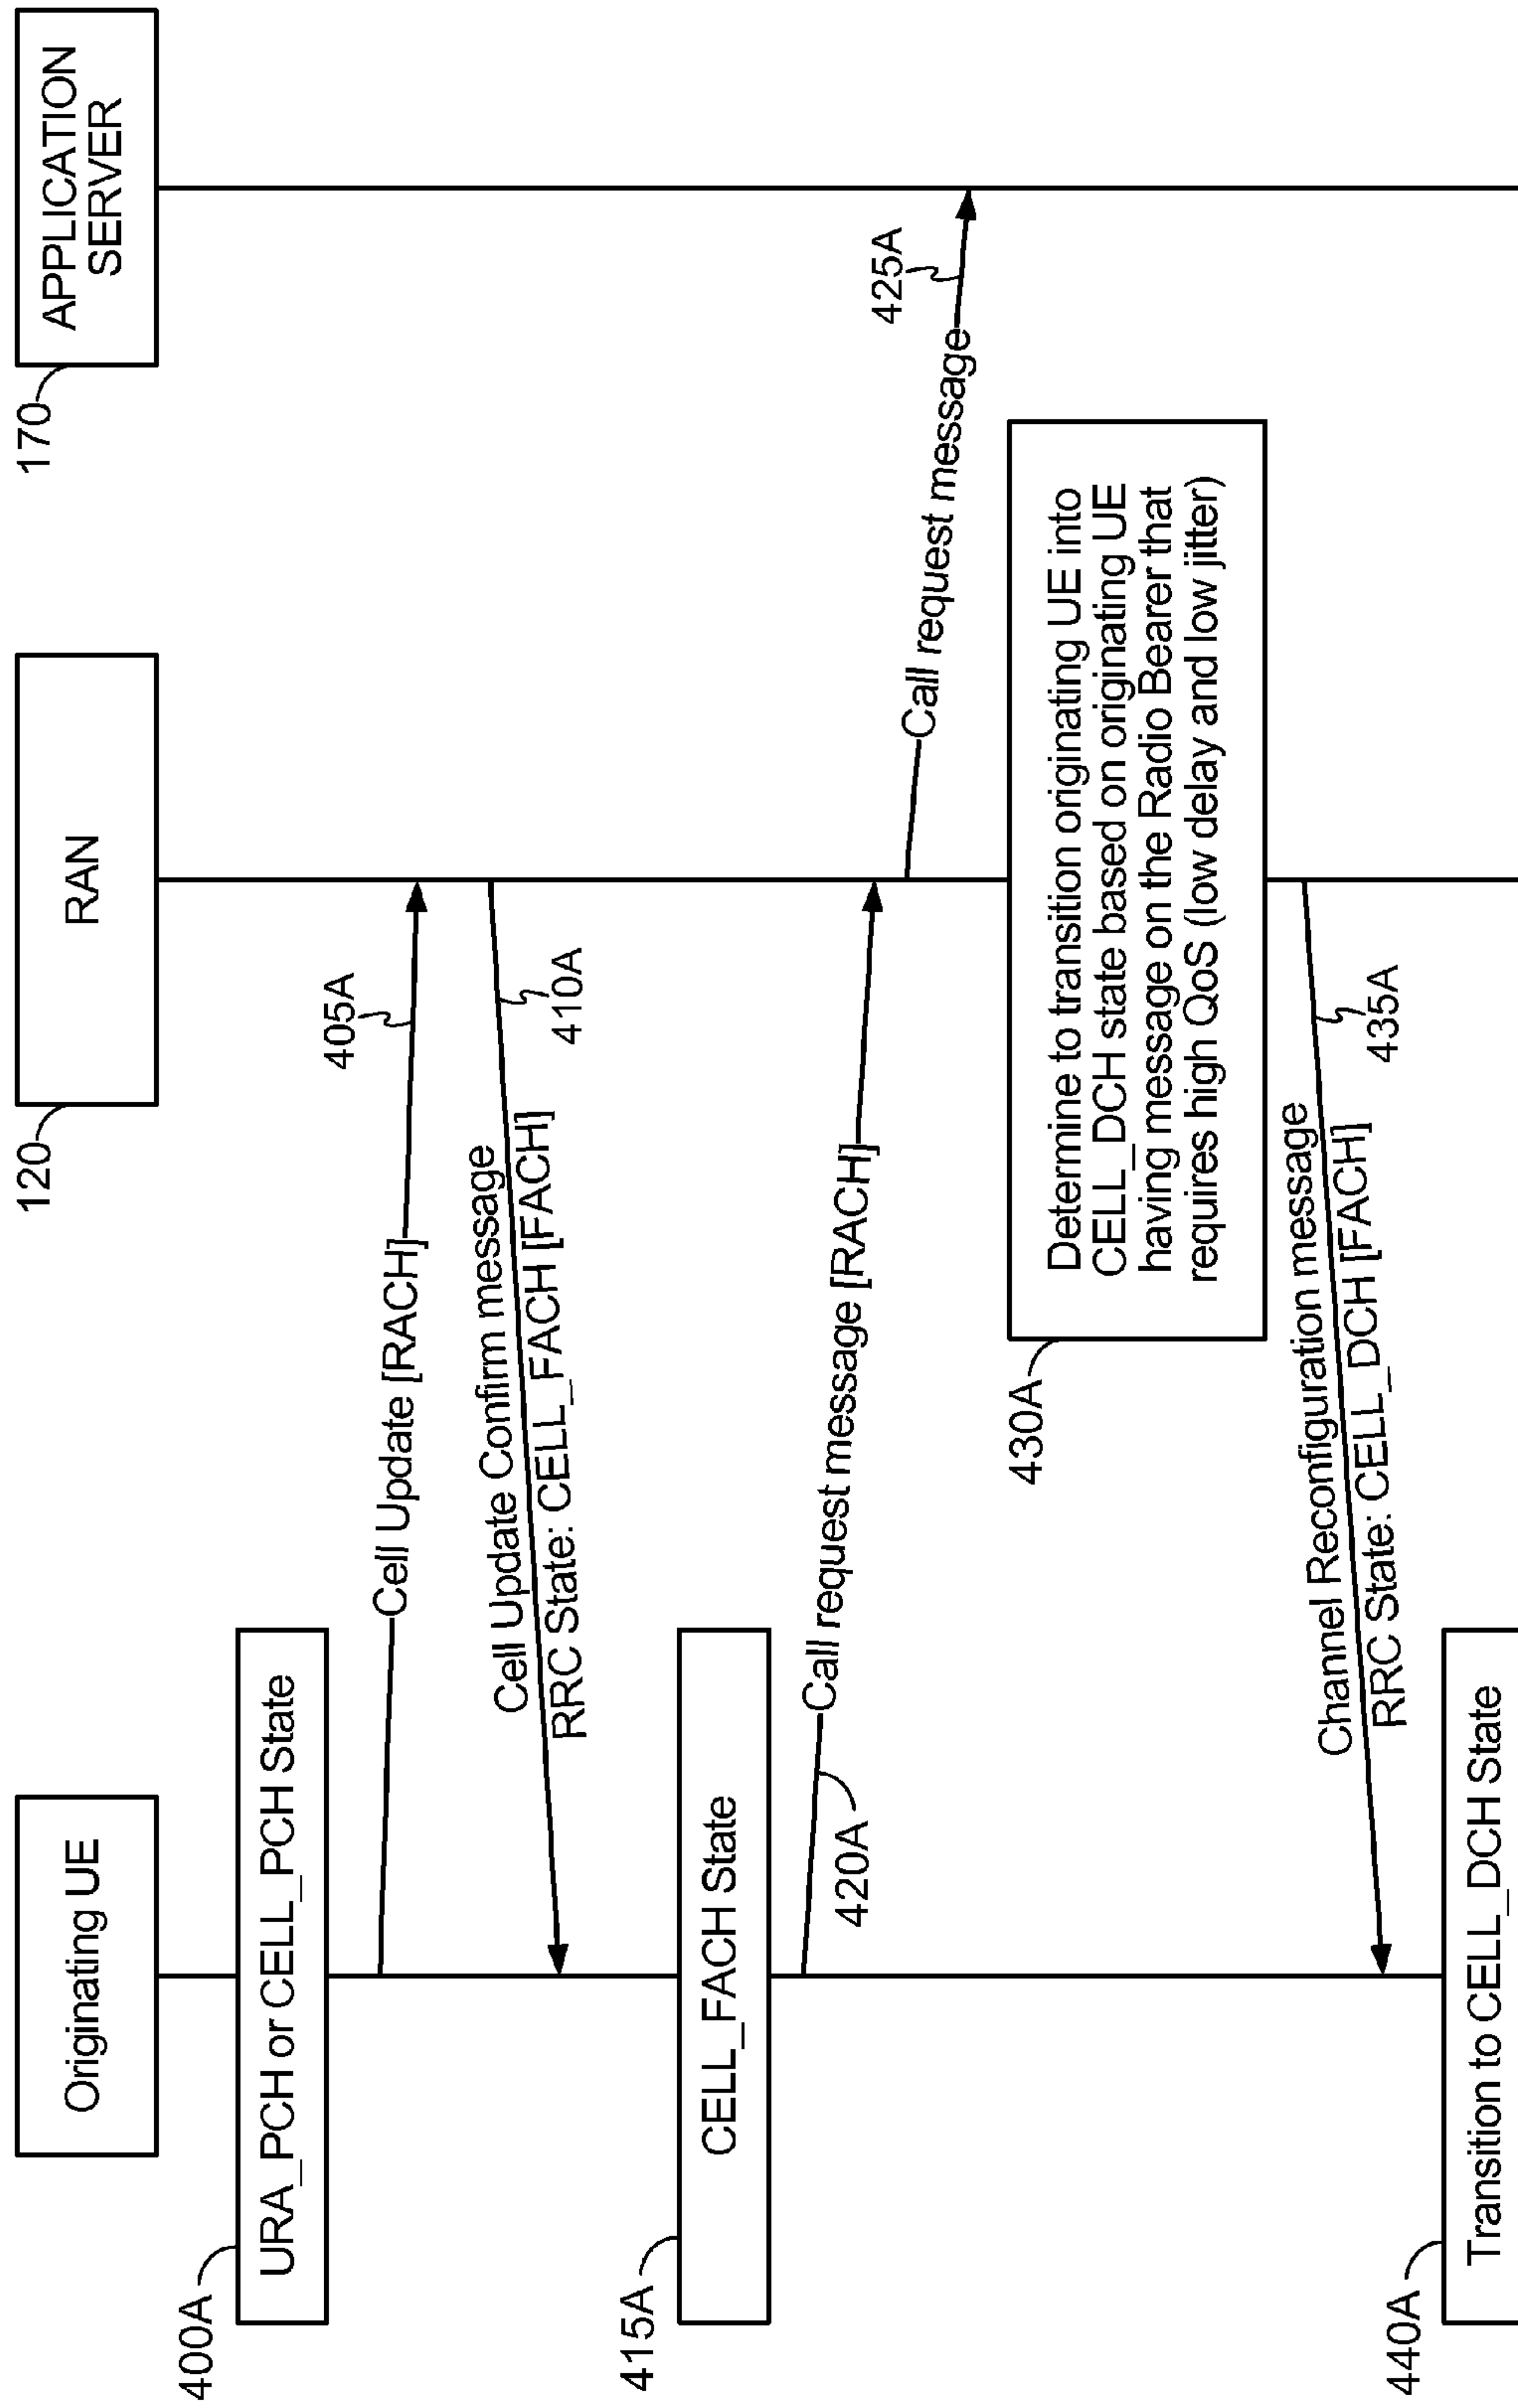 Originating UE
120
RAN
170
APPLICATION
SERVER
400A
URA_PCH or CELL_PCH State
Cell Update [RACH]
405A
Cell Update Confirm message
RRC State: CELL_FACH [FACH]
410A
415A
CELL_FACH State
Call request message [RACH]
420A
Call request message
425A
430A
Determine to transition originating UE into
CELL_DCH state based on originating UE
having message on the Radio Bearer that
requires high QoS (low delay and low jitter)
Channel Reconfiguration message
RRC State: CELL_DCH [FACH]
435A
440A
Transition to CELL_DCH State